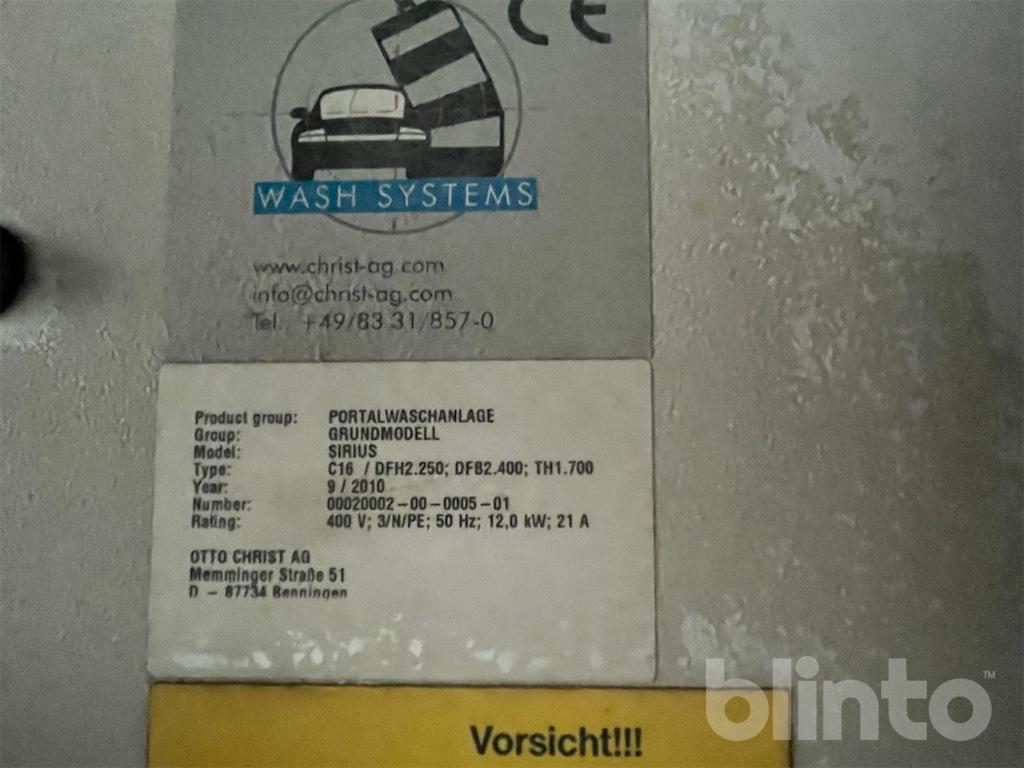 CE
WASH SYSTEMS
www.christ-ag.com
info@christ-ag.com
Tel.. +49/83 31/857-0
Product group: PORTALWASCHANLAGE
Group: GRUNDMODELL
Model: SIRIUS
Type: C16 / DFH2.250; DFB2.400; TH1.700
Year: 9 / 2010
Number: 00020002-00-0005-01
Rating: 400 V; 3/N/PE; 50 Hz; 12,0 kW; 21 A
OTTO CHRIST AG
Memminger Straße 51
D - 87734 Benningen
Vorsicht!!!
blinto™